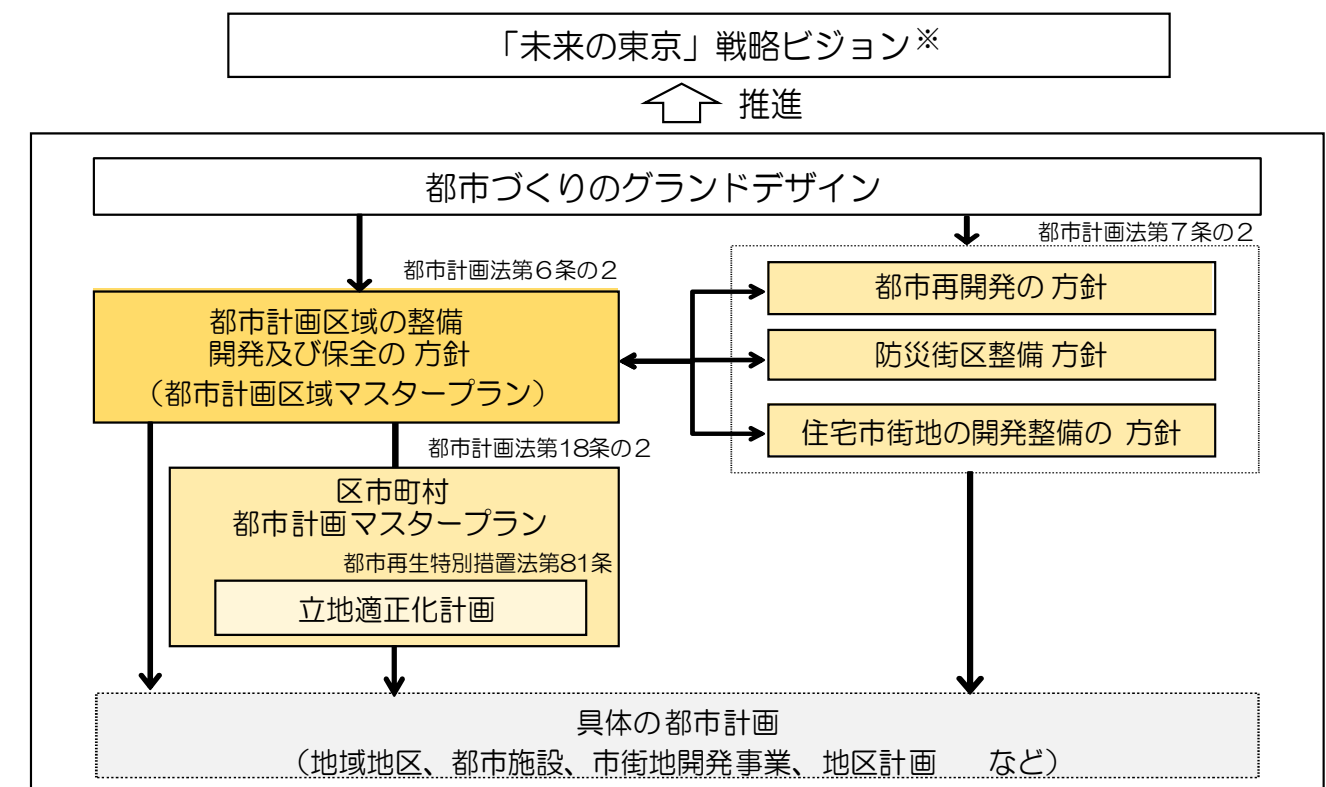 「未来の東京」戦略ビジョン※
推進
都市づくりのグランドデザイン
都市計画法第7条の2
都市計画法第6条の2
都市計画区域の整備
開発及び保全の 方針
（都市計画区域マスタープラン）
都市再開発の 方針
防災街区整備 方針
住宅市街地の開発整備の 方針
都市計画法第18条の2
区市町村
都市計画マスタープラン
都市再生特別措置法第81条
立地適正化計画
具体の都市計画
（地域地区、都市施設、市街地開発事業、地区計画　など）